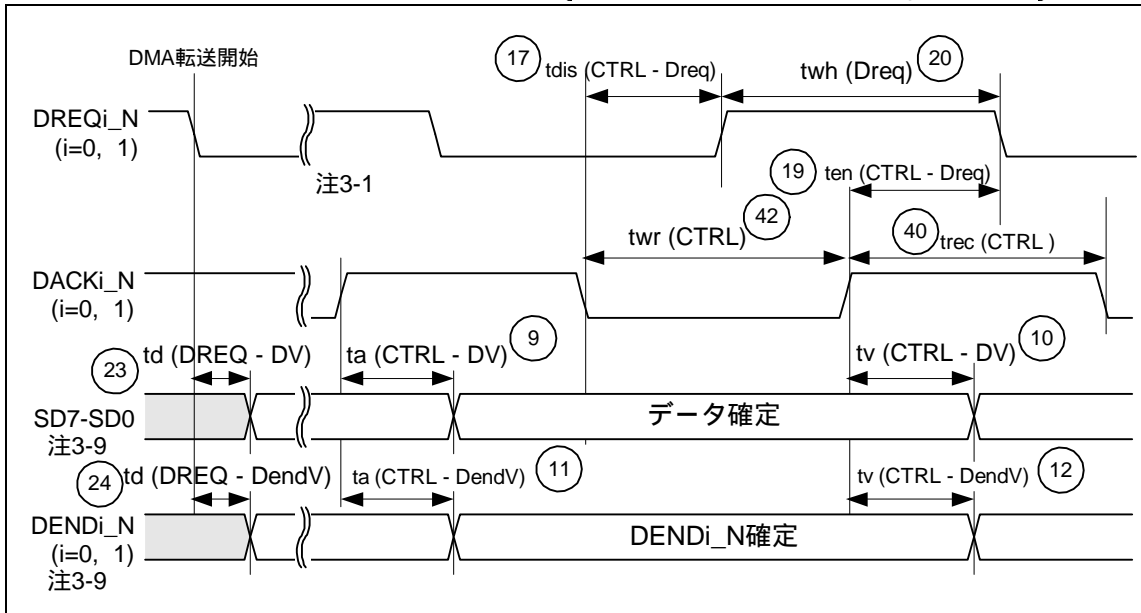 DMA転送開始
17 tdis (CTRL - Dreq)
twh (Dreq) 20
DREQi_N
(i=0, 1)
注3-1
19 ten (CTRL - Dreq)
twr (CTRL) 42
40 trec (CTRL )
DACKi_N
(i=0, 1)
23 td (DREQ - DV)
ta (CTRL - DV) 9
tv (CTRL - DV) 10
SD7-SD0
注3-9
データ確定
24 td (DREQ - DendV)
ta (CTRL - DendV) 11
tv (CTRL - DendV) 12
DENDi_N
(i=0, 1)
注3-9
DENDi_N確定